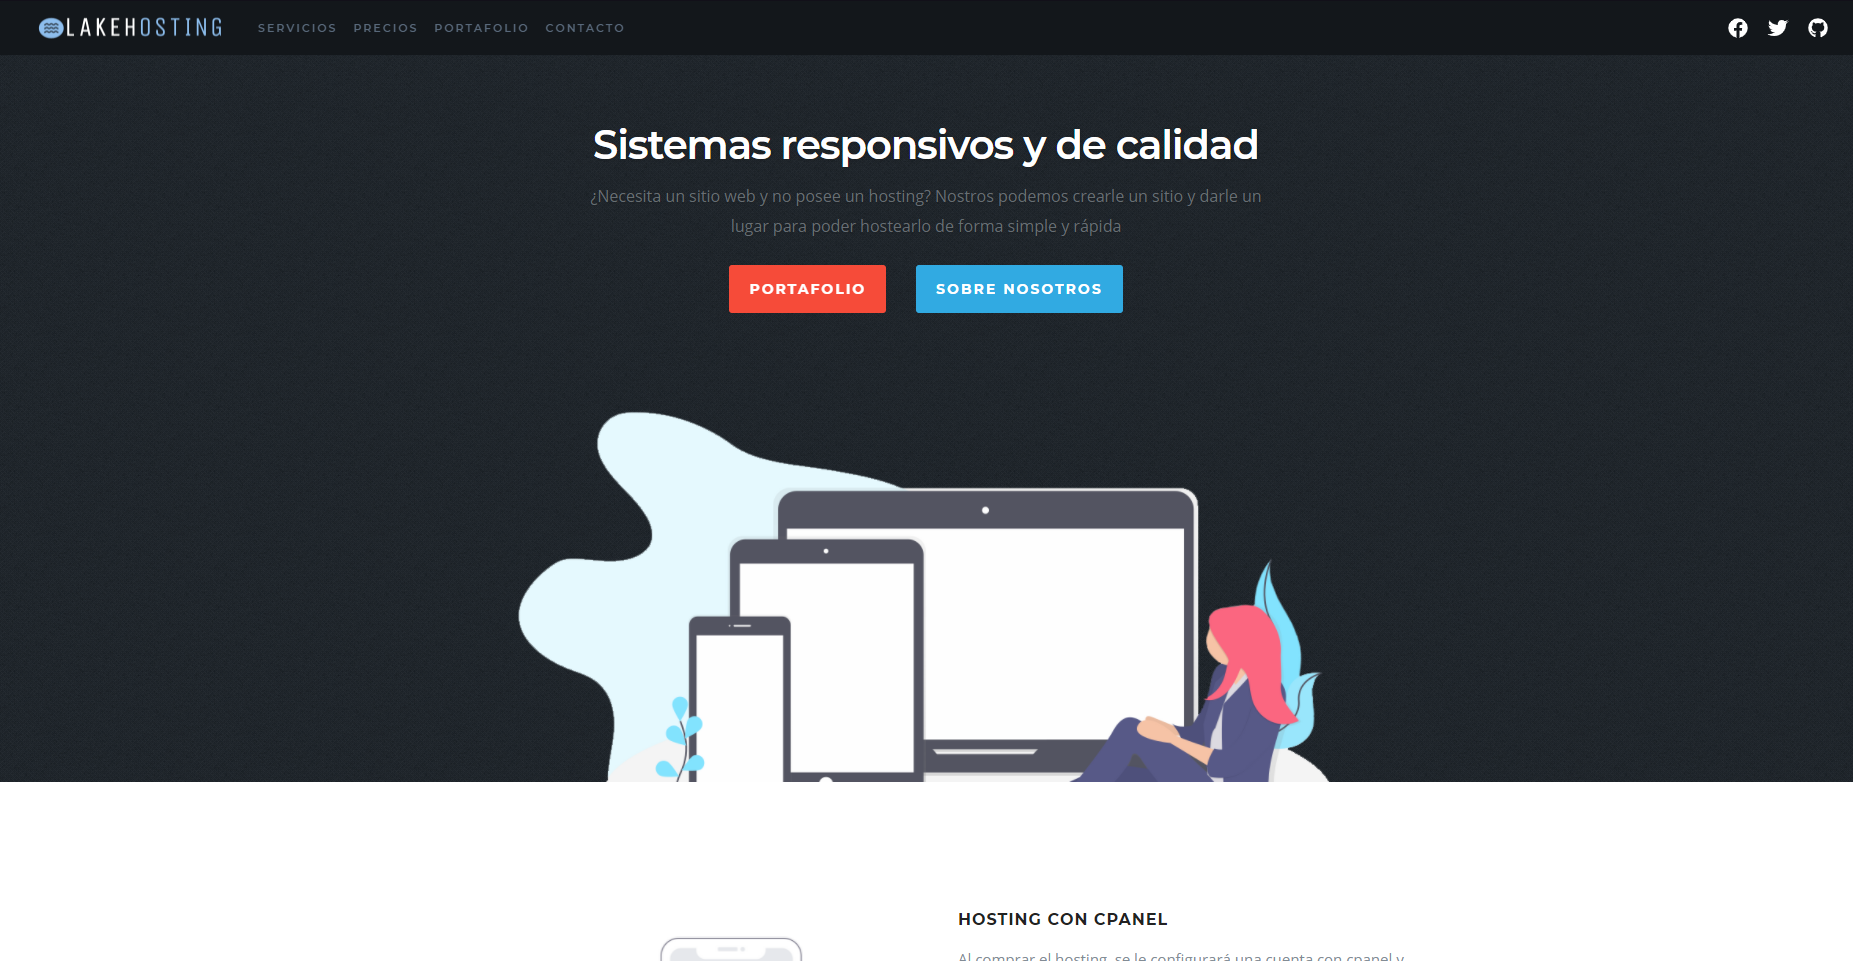 LAKEHOSTING
SERVICIOS PRECIOS PORTAFOLIO CONTACTO
Sistemas responsivos y de calidad
¿Necesita un sitio web y no posee un hosting? Nostros podemos crearle un sitio y darle un
lugar para poder hostearlo de forma simple y rápida
PORTAFOLIO SOBRE NOSOTROS
HOSTING CON CPANEL
Al comprar el hosting, se le configurará una cuenta con cpanel y